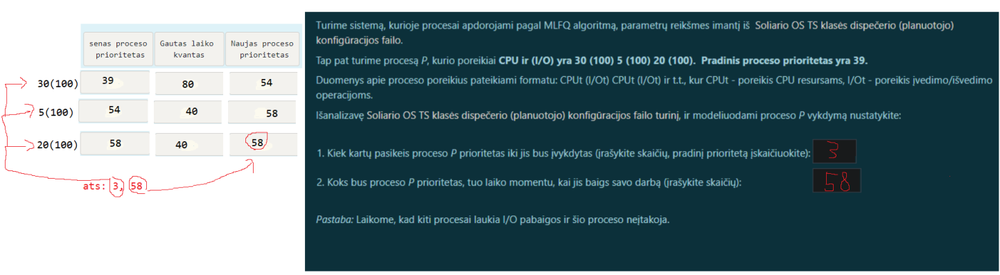 senas proceso prioritetas
Gautas laiko kvantas
Naujas proceso prioritetas
30(100) 39 80 54
5(100) 54 40 58
20(100) 58 40 58
ats: 3, 58
Turime sistemą, kurioje procesai apdorojami pagal MLFQ algoritmą, parametrų reikšmes imantį iš Soliario OS TS klasės dispečerio (planuotojo)
konfigūracijos failo.
Tap pat turime procesą P, kurio poreikiai CPU ir (I/O) yra 30 (100) 5 (100) 20 (100). Pradinis proceso prioritetas yra 39.
Duomenys apie proceso poreikius pateikiami formatu: CPUt (I/Ot) CPUt (I/Ot) ir t.t., kur CPUt - poreikis CPU resursams, I/Ot - poreikis įvedimo/išvedimo
operacijoms.
Išanalizavę Soliario OS TS klasės dispečerio (planuotojo) konfigūracijos failo turinį, ir modeliuodami proceso P vykdymą nustatykite:
1. Kiek kartų pasikeis proceso P prioritetas iki jis bus įvykdytas (įrašykite skaičių, pradinį prioritetą įskaičiuokite): 3
2. Koks bus proceso P prioritetas, tuo laiko momentu, kai jis baigs savo darbą (įrašykite skaičių): 58
Pastaba: Laikome, kad kiti procesai laukia I/O pabaigos ir šio proceso neįtakoja.